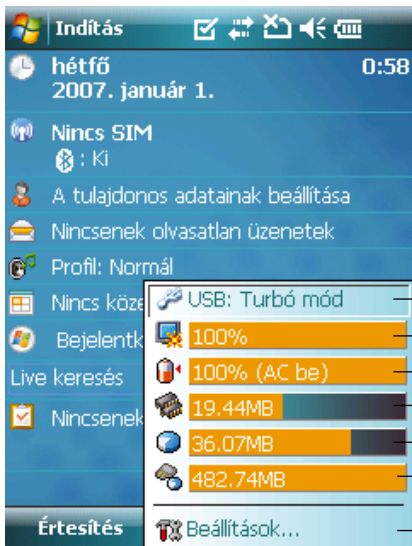 Indítás
hétfő 0:58
2007. január 1.
Nincs SIM
: Ki
A tulajdonos adatainak beállítása
Nincsenek olvasatlan üzenetek
Profil: Normál
Nincs köze
USB: Turbó mód
Bejelentk
100%
Live keresés
100% (AC be)
19.44MB
Nincsenek
36.07MB
482.74MB
Értesítés
Beállítások...